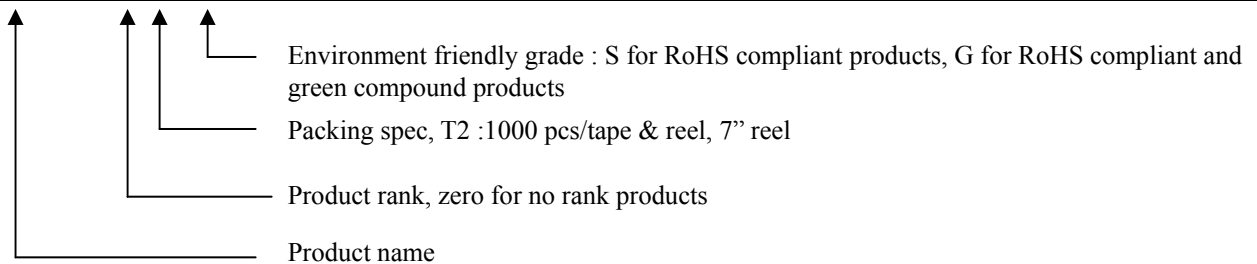 Environment friendly grade : S for RoHS compliant products, G for RoHS compliant and
green compound products
Packing spec, T2 :1000 pcs/tape & reel, 7” reel
Product rank, zero for no rank products
Product name